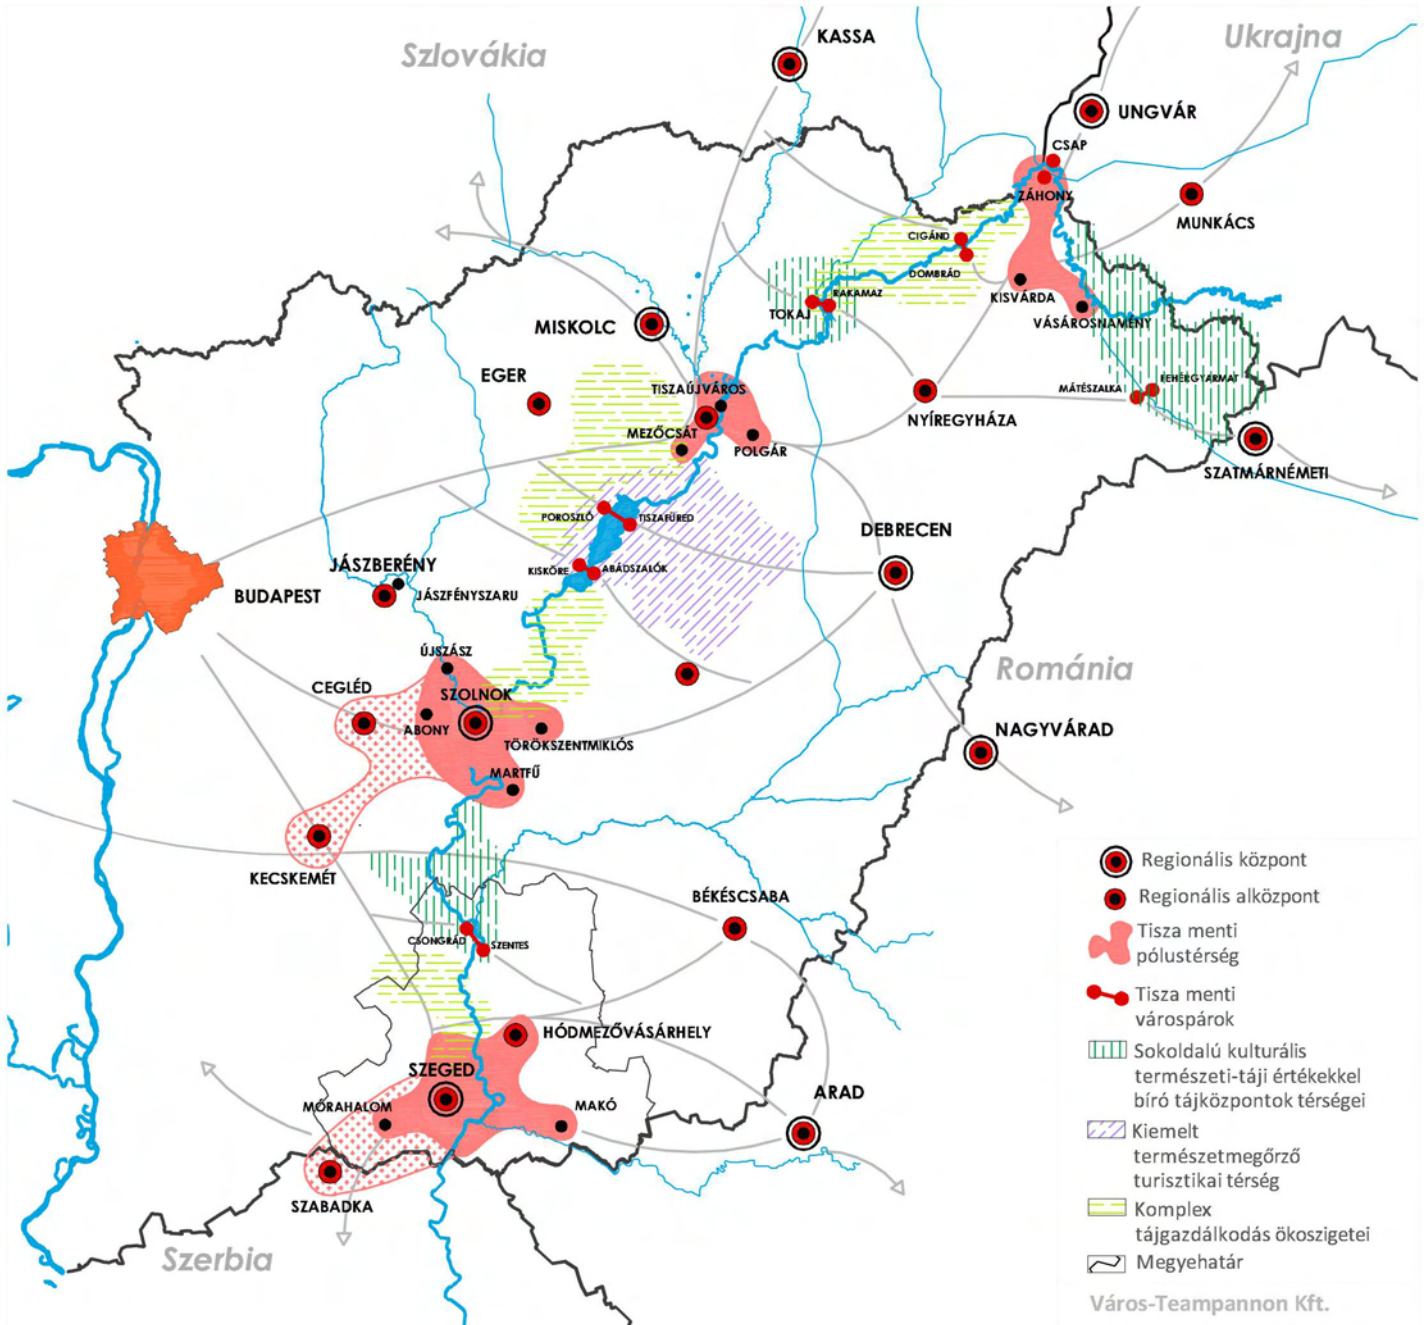 KASSA
Szlovákia
Ukrajna
UNGVÁR
CSAP
ZÁHONY
MUNKÁCS
CIGÁND
DOMBRÁD
KISVÁRDA
RAKAMAZ
TOKAJ
VÁSÁROSNAMÉNY
MISKOLC
EGER
TISZAÚJVÁROS
MÁTÉSZALKA
FEHÉRGYARMAT
NYÍREGYHÁZA
MEZŐCSÁT
POLGÁR
SZATMÁRNÉMETI
POROSZLÓ
TISZAFÜRED
DEBRECEN
JÁSZBERÉNY
KISKÖRE
ABÁDSZALÓK
BUDAPEST
JÁSZFÉNYSZARU
ÚJSZÁSZ
Románia
CEGLÉD
SZOLNOK
ABONY
NAGYVÁRAD
TÖRÖKSZENTMIKLÓS
MARTFŰ
KECSKEMÉT
BÉKÉSCSABA
CSONGRÁD
SZENTES
HÓDMEZŐVÁSÁRHELY
SZEGED
ARAD
MÓRAHALOM
MAKÓ
SZABADKA
Szerbia
Regionális központ
Regionális alközpont
Tisza menti
pólustérség
Tisza menti
várospárok
Sokoldalú kulturális
természeti-táji értékekkel
bíró tájközpontok térségei
Kiemelt
természetmegőrző
turisztikai térség
Komplex
tájgazdálkodás ökoszigetei
Megyehatár
Város-Teampannon Kft.